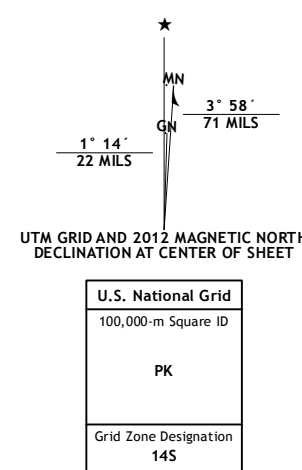 ★
MN
3° 58´
GN
71 MILS
1° 14´
22 MILS
UTM GRID AND 2012 MAGNETIC NORTH
DECLINATION AT CENTER OF SHEET
U.S. National Grid
100,000-m Square ID
PK
Grid Zone Designation
14S